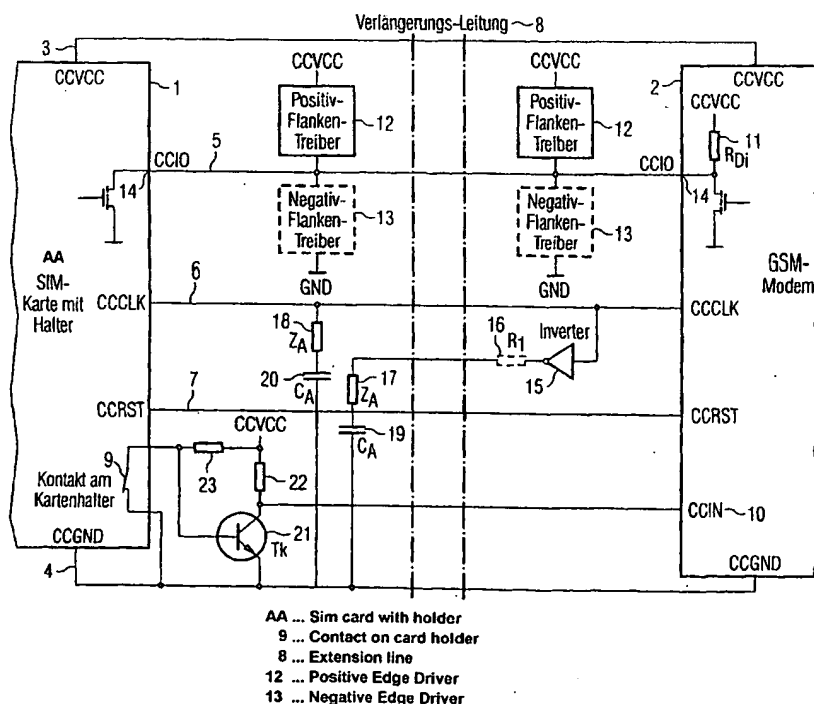 Verlängerungs-Leitung 8
3
CCVCC
1
CCVCC
Positiv-
Flanken-
Treiber
12
CCVCC
Positiv-
Flanken-
Treiber
12
2
CCVCC
CCVCC
11
RDi
CCIO
5
CCIO
14
14
Negativ-
Flanken-
Treiber
13
Negativ-
Flanken-
Treiber
13
GND
GND
AA
SIM-
Karte mit
Halter
GSM-
Modem
6
CCCLK
CCCLK
18
ZA
16
R1
Inverter
15
20
CA
17
ZA
7
CCRST
CCRST
19
CA
CCVCC
9
23
22
Kontakt am
Kartenhalter
21
Tk
CCIN
10
CCGND
4
CCGND
AA ... Sim card with holder
9 ... Contact on card holder
8 ... Extension line
12 ... Positive Edge Driver
13 ... Negative Edge Driver